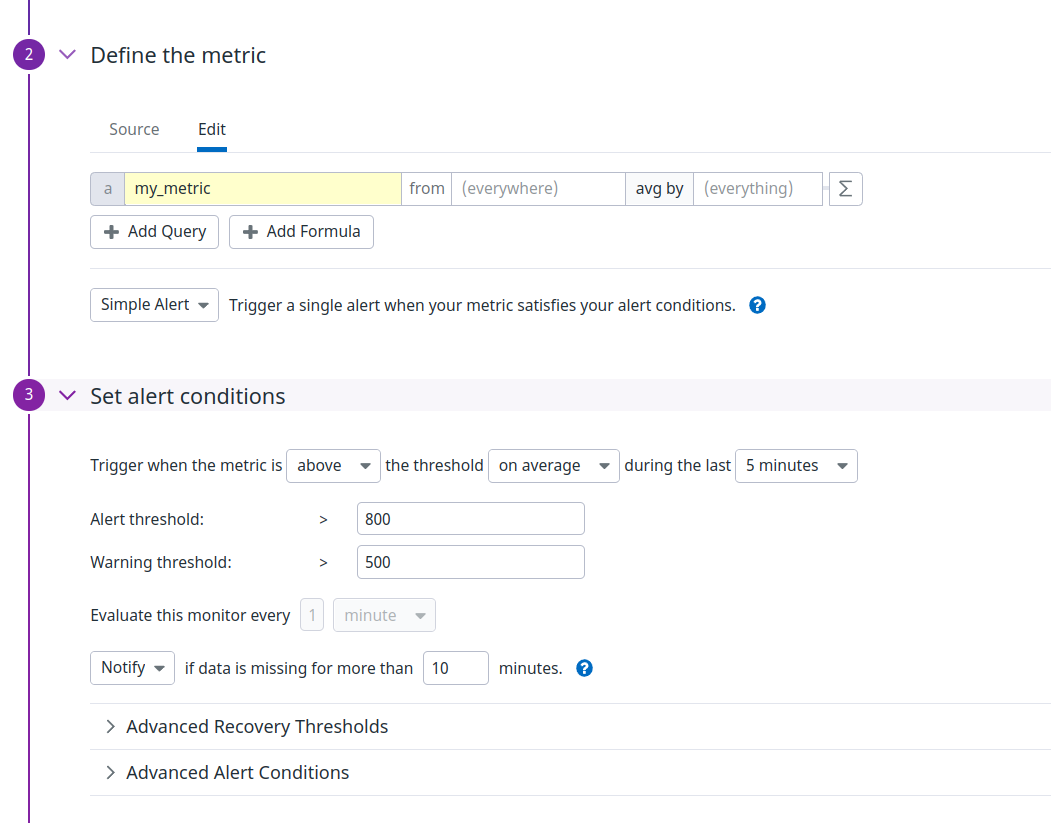 2 Define the metric
Source Edit
a my_metric from (everywhere) avg by (everything) Σ
Add Query Add Formula
Simple Alert Trigger a single alert when your metric satisfies your alert conditions. ?
3 Set alert conditions
Trigger when the metric is above the threshold on average during the last 5 minutes
Alert threshold: > 800
Warning threshold: > 500
Evaluate this monitor every 1 minute
Notify if data is missing for more than 10 minutes. ?
Advanced Recovery Thresholds
Advanced Alert Conditions